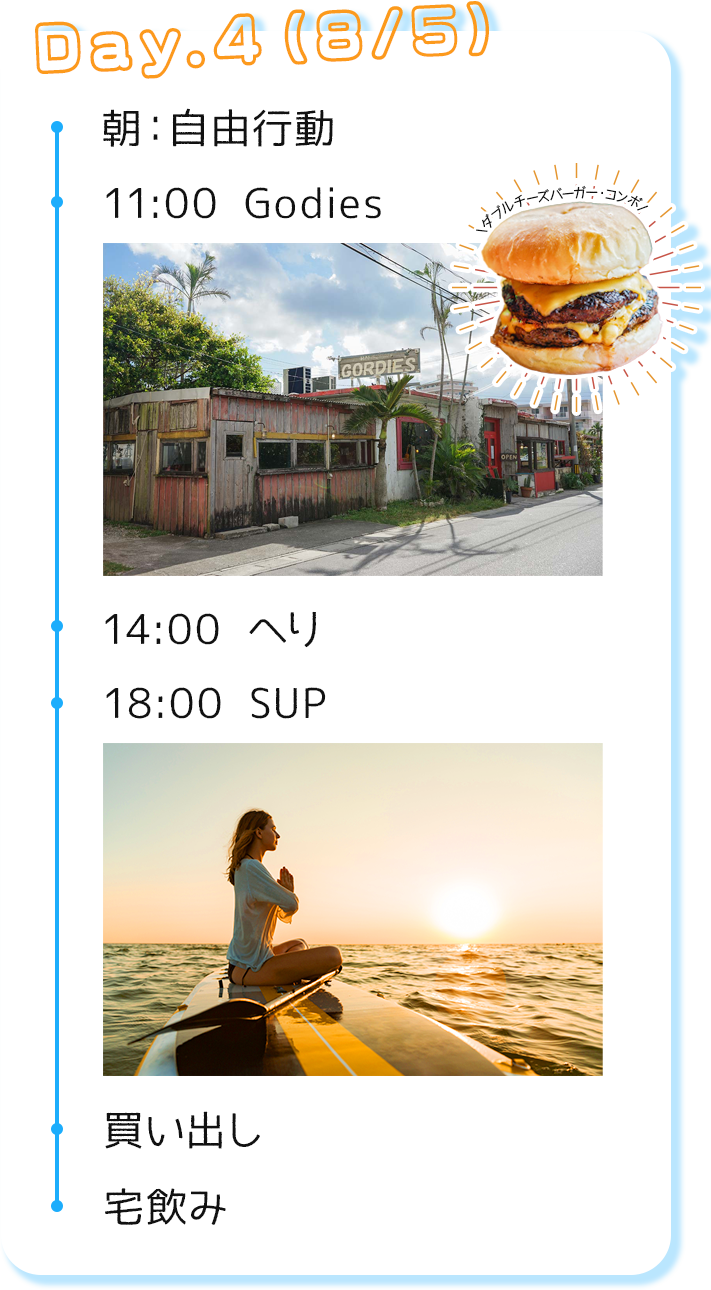 Day.4(8/5)
朝：自由行動
11:00 Godies
\ダブルチーズバーガー・コンボ/
GORDIE'S
OPEN
14:00 へり
18:00 SUP
買い出し
宅飲み